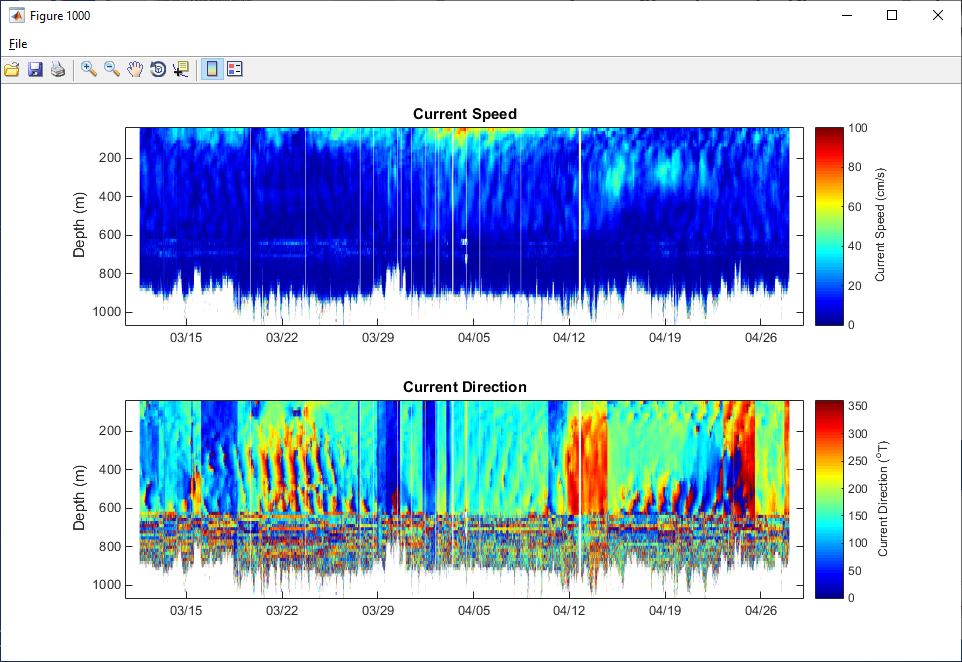 Figure 1000
File
Current Speed
Depth (m)
200
400
600
800
1000
03/15 03/22 03/29 04/05 04/12 04/19 04/26
100
80
60
40
20
0
Current Speed (cm/s)
Current Direction
Depth (m)
200
400
600
800
1000
03/15 03/22 03/29 04/05 04/12 04/19 04/26
350
300
250
200
150
100
50
0
Current Direction (°T)